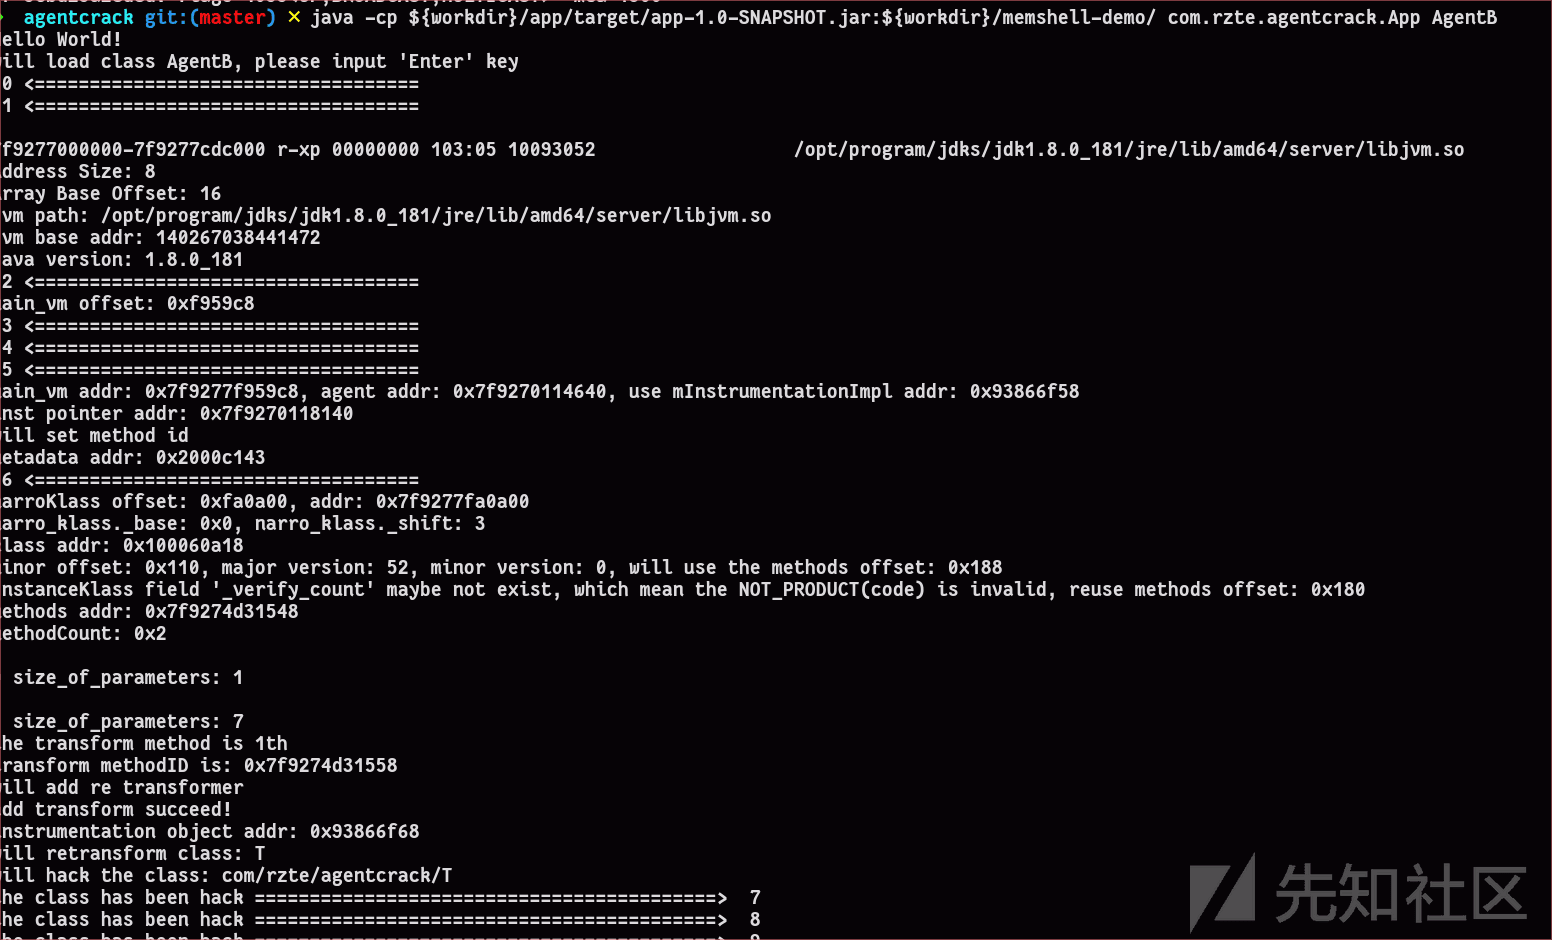 agentcrack git:(master) ✕ java -cp ${workdir}/app/target/app-1.0-SNAPSHOT.jar:${workdir}/memshell-demo/ com.rzte.agentcrack.App AgentB
ello World!
ill load class AgentB, please input 'Enter' key
0 <===================================
1 <===================================
f9277000000-7f9277cdc000 r-xp 00000000 103:05 10093052 /opt/program/jdks/jdk1.8.0_181/jre/lib/amd64/server/libjvm.so
ddress Size: 8
rray Base Offset: 16
vm path: /opt/program/jdks/jdk1.8.0_181/jre/lib/amd64/server/libjvm.so
vm base addr: 140267038441472
ava version: 1.8.0_181
2 <===================================
ain_vm offset: 0xf959c8
3 <===================================
4 <===================================
5 <===================================
ain_vm addr: 0x7f9277f959c8, agent addr: 0x7f9270114640, use mInstrumentationImpl addr: 0x93866f58
nst pointer addr: 0x7f9270118140
ill set method id
etadata addr: 0x2000c143
6 <===================================
arroKlass offset: 0xfa0a00, addr: 0x7f9277fa0a00
arro_klass._base: 0x0, narro_klass._shift: 3
lass addr: 0x100060a18
inor offset: 0x110, major version: 52, minor version: 0, will use the methods offset: 0x188
nstanceKlass field '_verify_count' maybe not exist, which mean the NOT_PRODUCT(code) is invalid, reuse methods offset: 0x180
ethods addr: 0x7f9274d31548
ethodCount: 0x2
size_of_parameters: 1
size_of_parameters: 7
he transform method is 1th
ransform methodID is: 0x7f9274d31558
ill add re transformer
dd transform succeed!
nstrumentation object addr: 0x93866f68
ill retransform class: T
ill hack the class: com/rzte/agentcrack/T
he class has been hack ==========================================> 7
he class has been hack ==========================================> 8
先知社区